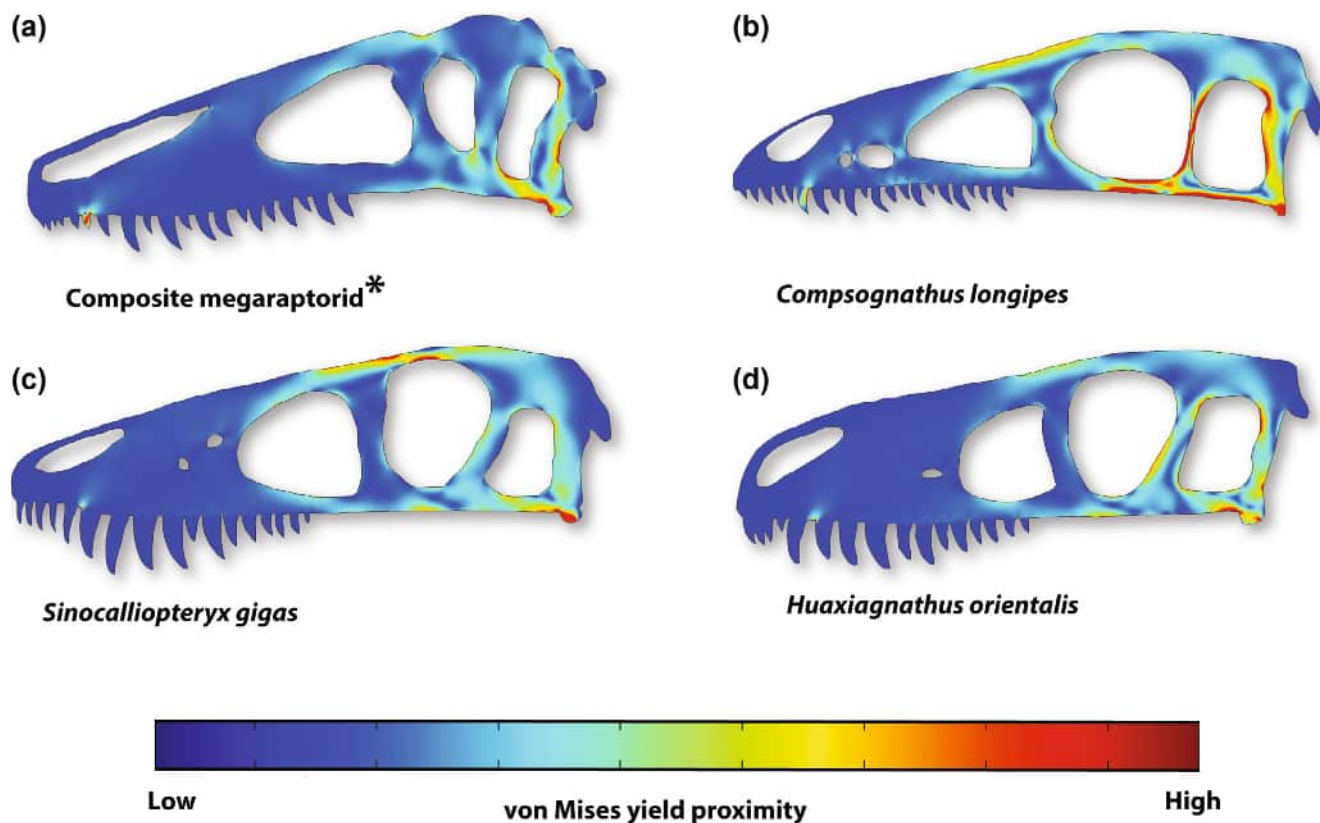 (a)
(b)
Composite megaraptorid*
Compsognathus longipes
(c)
(d)
Sinocalliopteryx gigas
Huaxiagnathus orientalis
Low
von Mises yield proximity
High